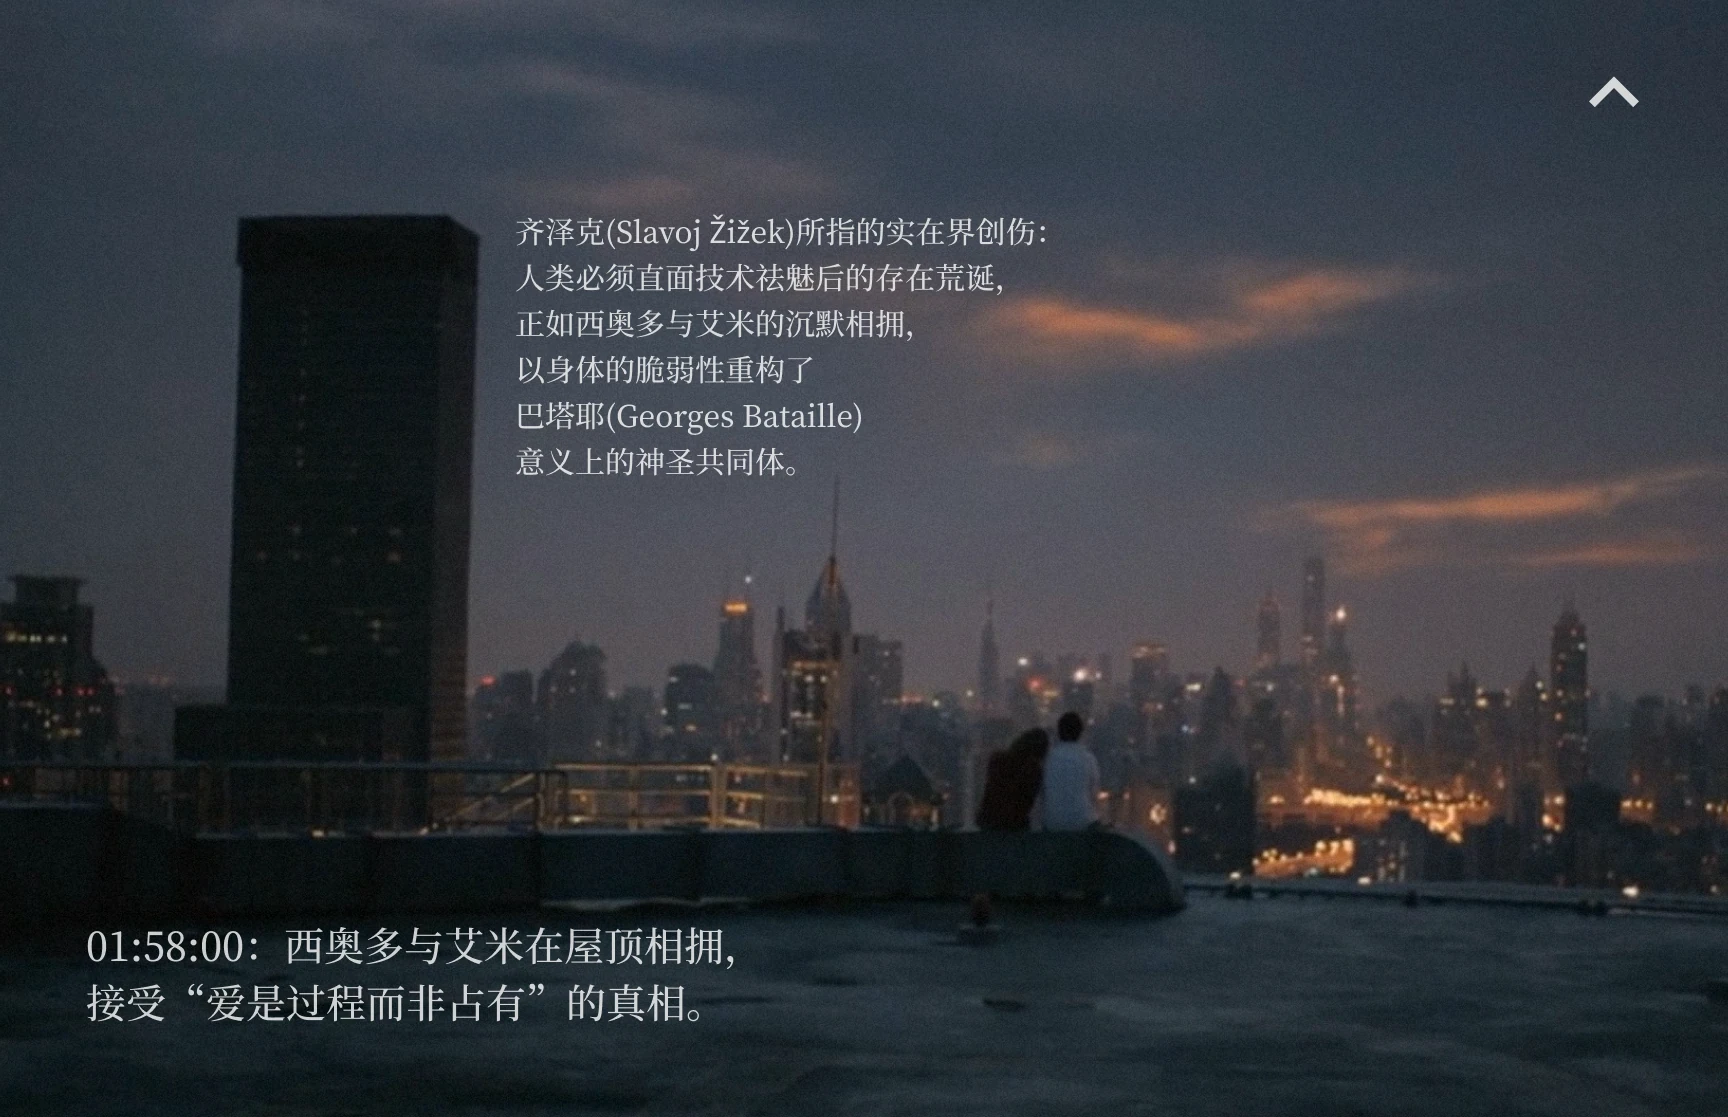 齐泽克(Slavoj Žižek)所指的实在界创伤：
人类必须直面技术祛魅后的存在荒诞，
正如西奥多与艾米的沉默相拥，
以身体的脆弱性重构了
巴塔耶(Georges Bataille)
意义上的神圣共同体。
01:58:00：西奥多与艾米在屋顶相拥，
接受“爱是过程而非占有”的真相。